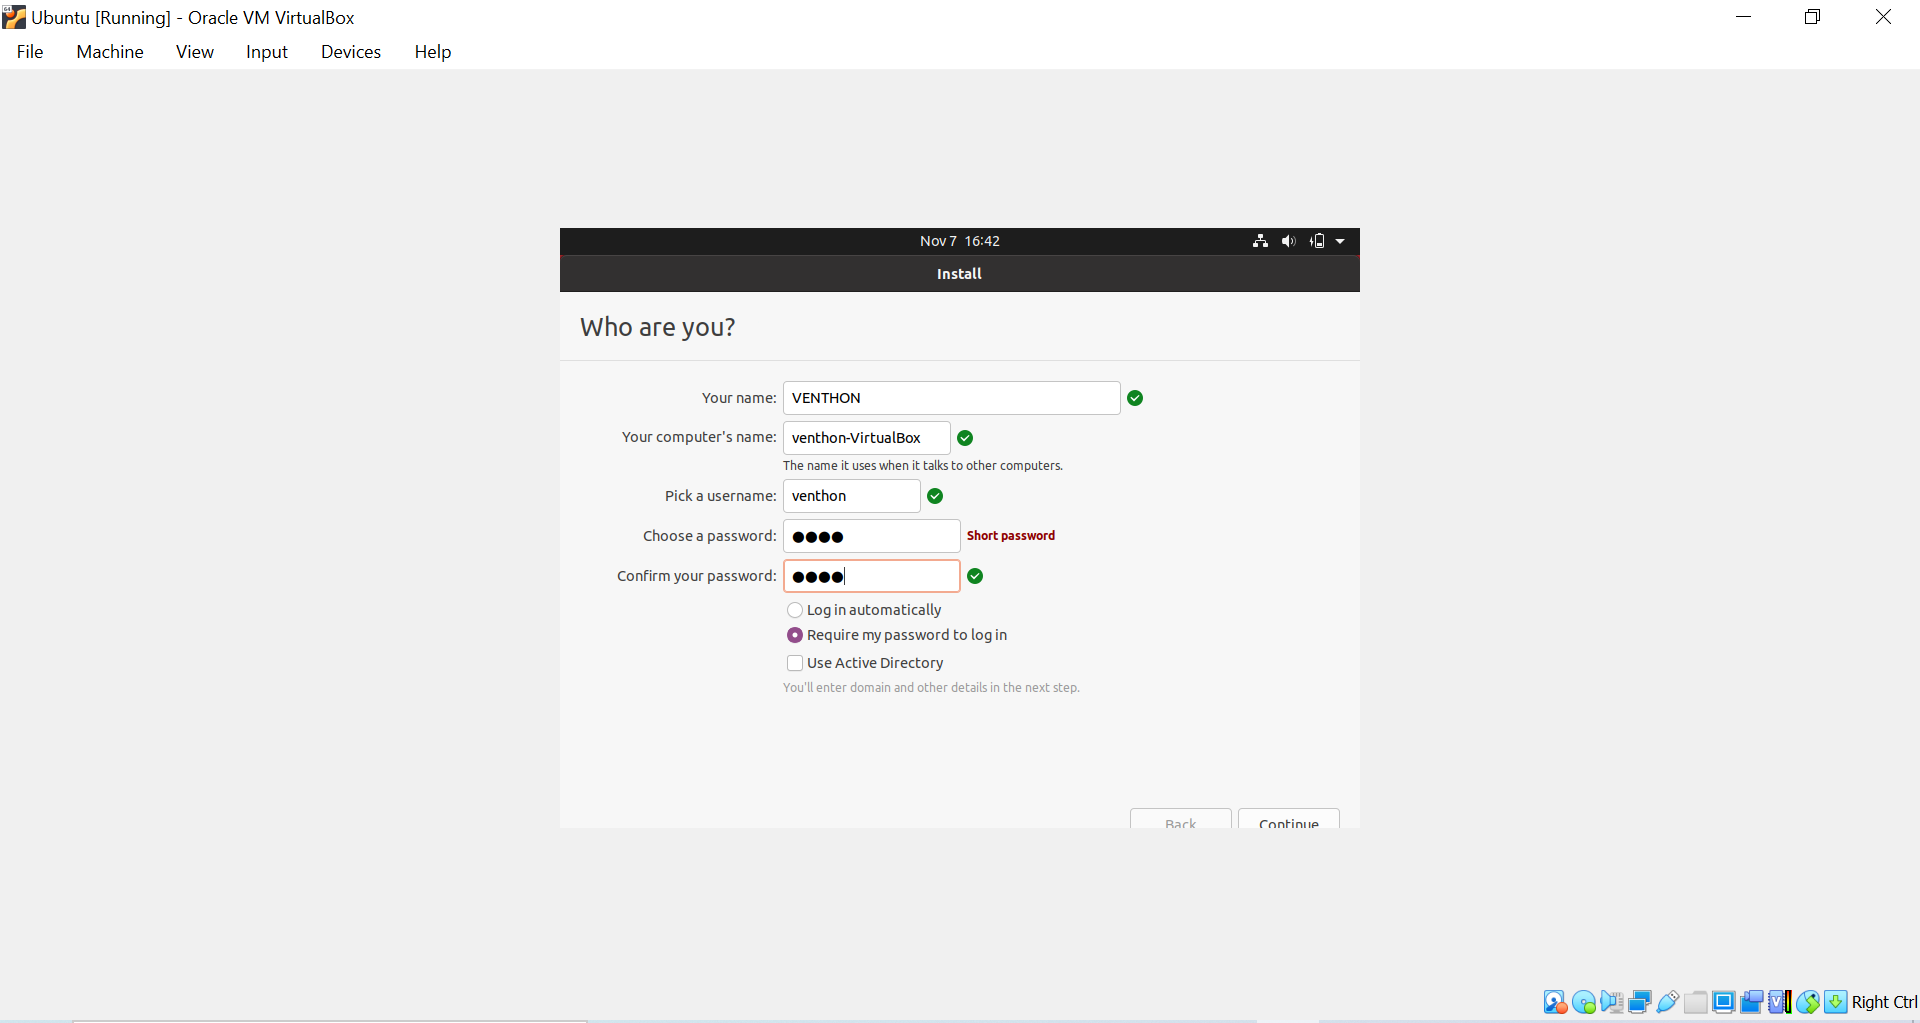 Ubuntu [Running] - Oracle VM VirtualBox
File Machine View Input Devices Help
Nov 7 16:42
Install
Who are you?
Your name: VENTHON
Your computer's name: venthon-VirtualBox
The name it uses when it talks to other computers.
Pick a username: venthon
Choose a password: ●●●● Short password
Confirm your password: ●●●●
Log in automatically
Require my password to log in
Use Active Directory
You'll enter domain and other details in the next step.
Back Continue
Right Ctrl